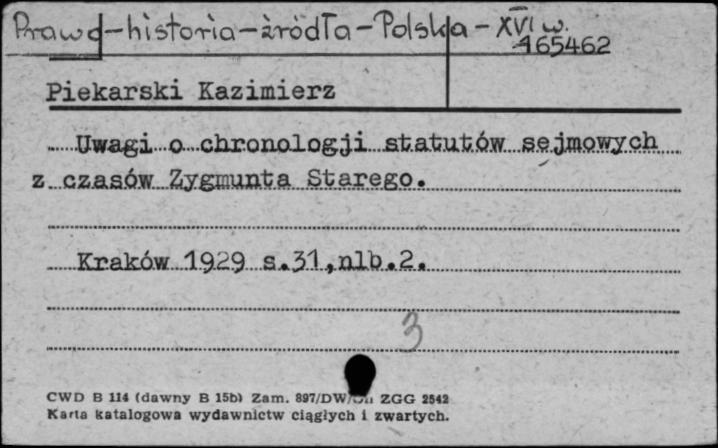 Prawo-historia-źródła-Polska-XVI w.
165462
Piekarski Kazimierz
Uwagi o chronologji statutów sejmowych
z czasów Zygmunta Starego.
Kraków 1929 s.31,nlb.2.
3
CWD B 114 (dawny B 15b) Zam. 897/DW/ ZGG 2542
Karta katalogowa wydawnictw ciągłych i zwartych.